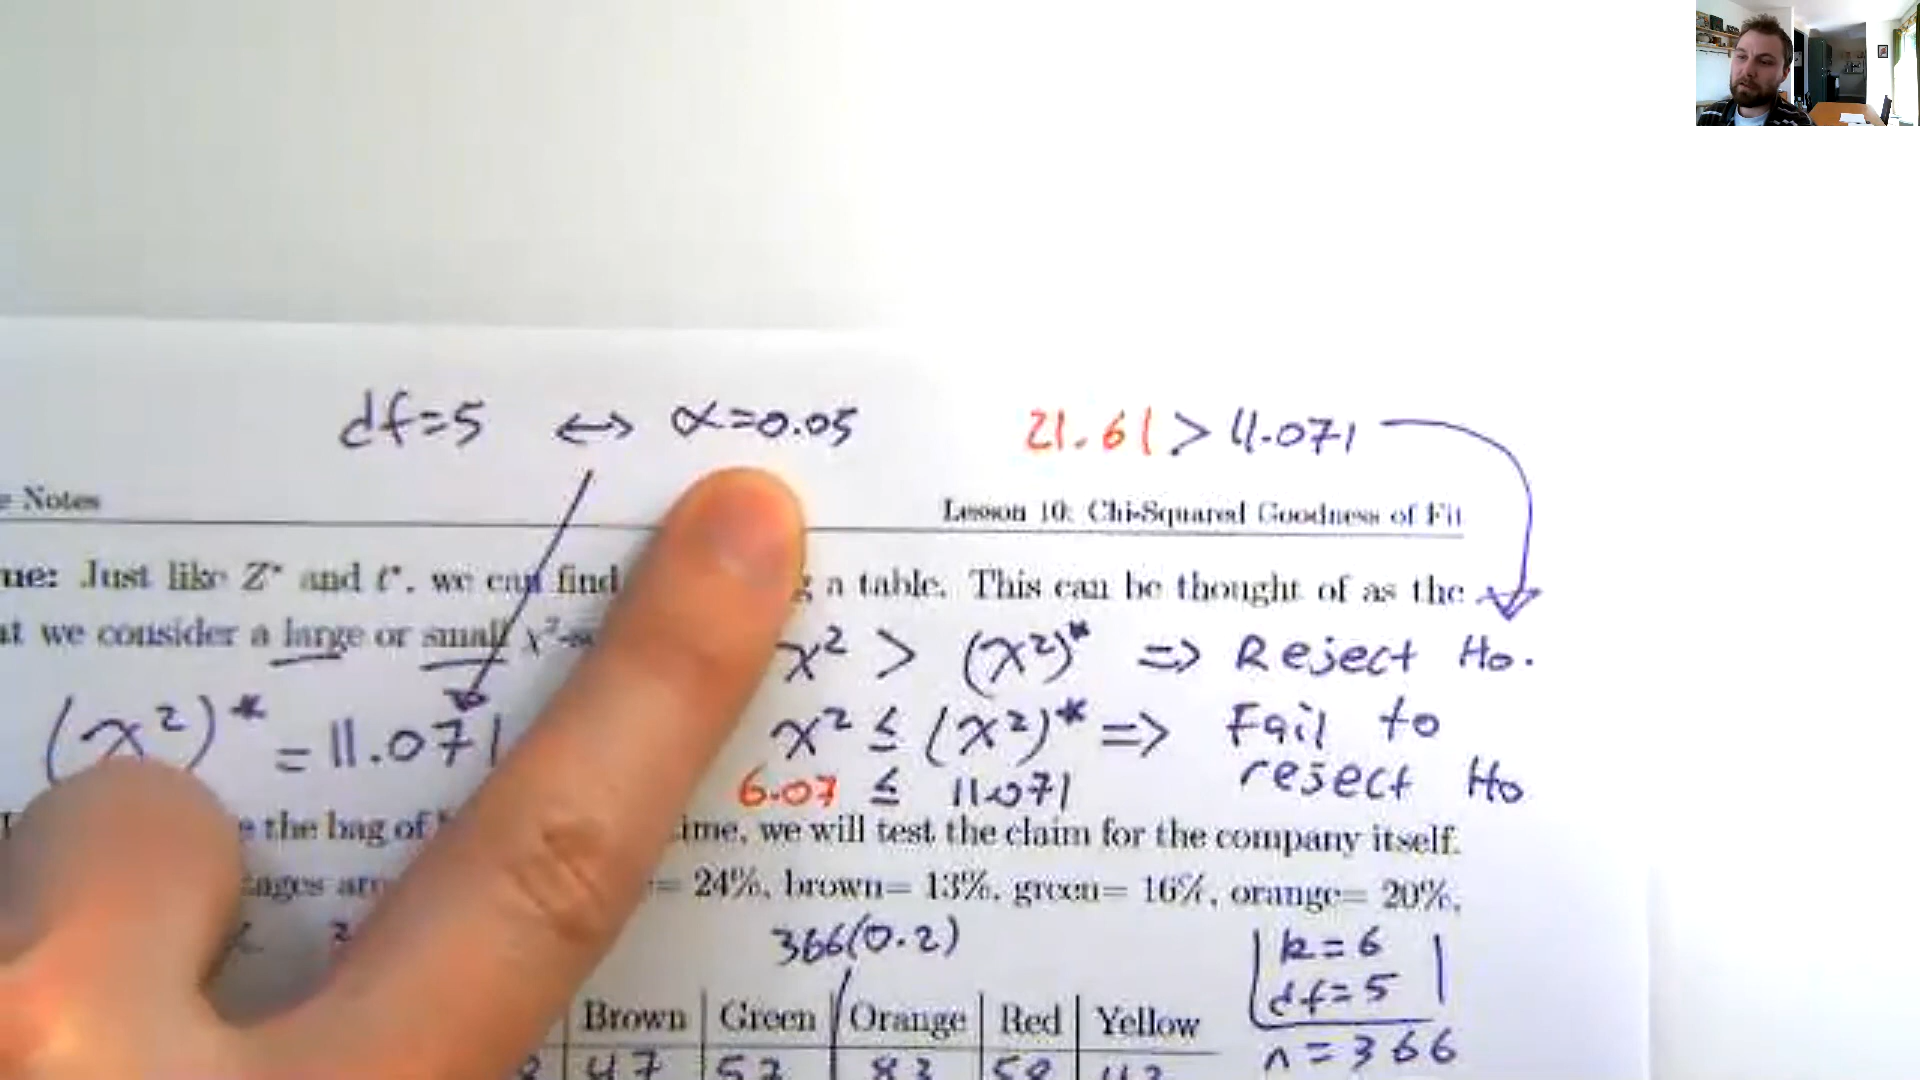 df=5 ↔ α=0.05 21.61 > 11.071
Notes Lesson 10: Chi-Squared Goodness of Fit
Just like Z* and t*, we can find a table. This can be thought of as the
we consider a large or small χ²
χ² > (χ²)* => Reject Ho.
(χ²)* = 11.071 χ² ≤ (χ²)* => Fail to
reject Ho
6.07 ≤ 11.071
the bag of we will test the claim for the company itself.
= 24%, brown= 13%, green= 16%, orange= 20%,
366(0.2) k=6
df=5
Brown Green Orange Red Yellow
n=366
47 52